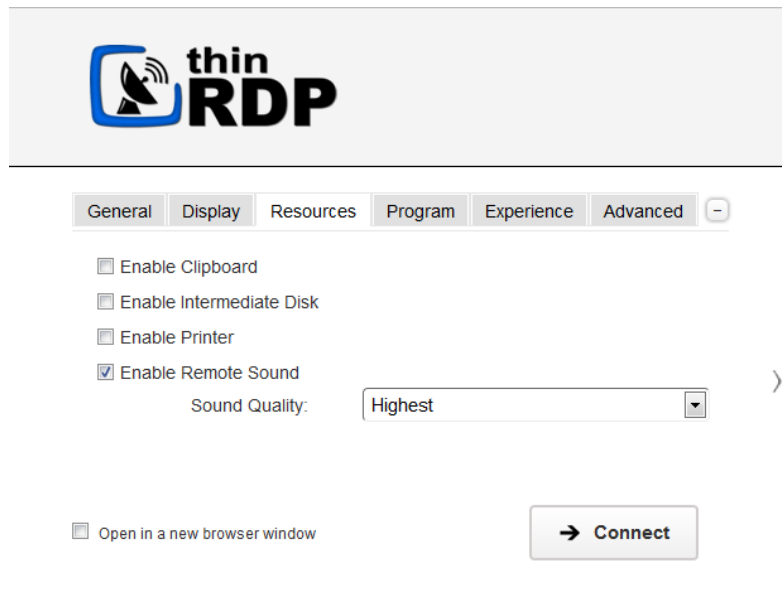 thin
RDP
General Display Resources Program Experience Advanced -
Enable Clipboard
Enable Intermediate Disk
Enable Printer
Enable Remote Sound
Sound Quality: Highest
Open in a new browser window
→ Connect